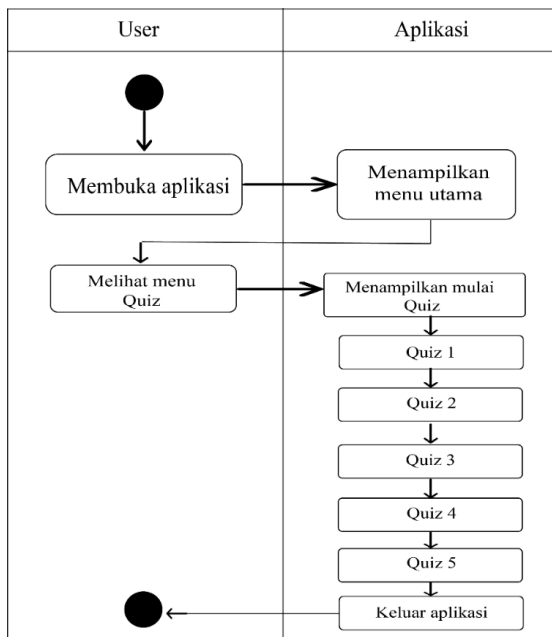 User
Aplikasi
Membuka aplikasi
Menampilkan
menu utama
Melihat menu
Quiz
Menampilkan mulai
Quiz
Quiz 1
Quiz 2
Quiz 3
Quiz 4
Quiz 5
Keluar aplikasi